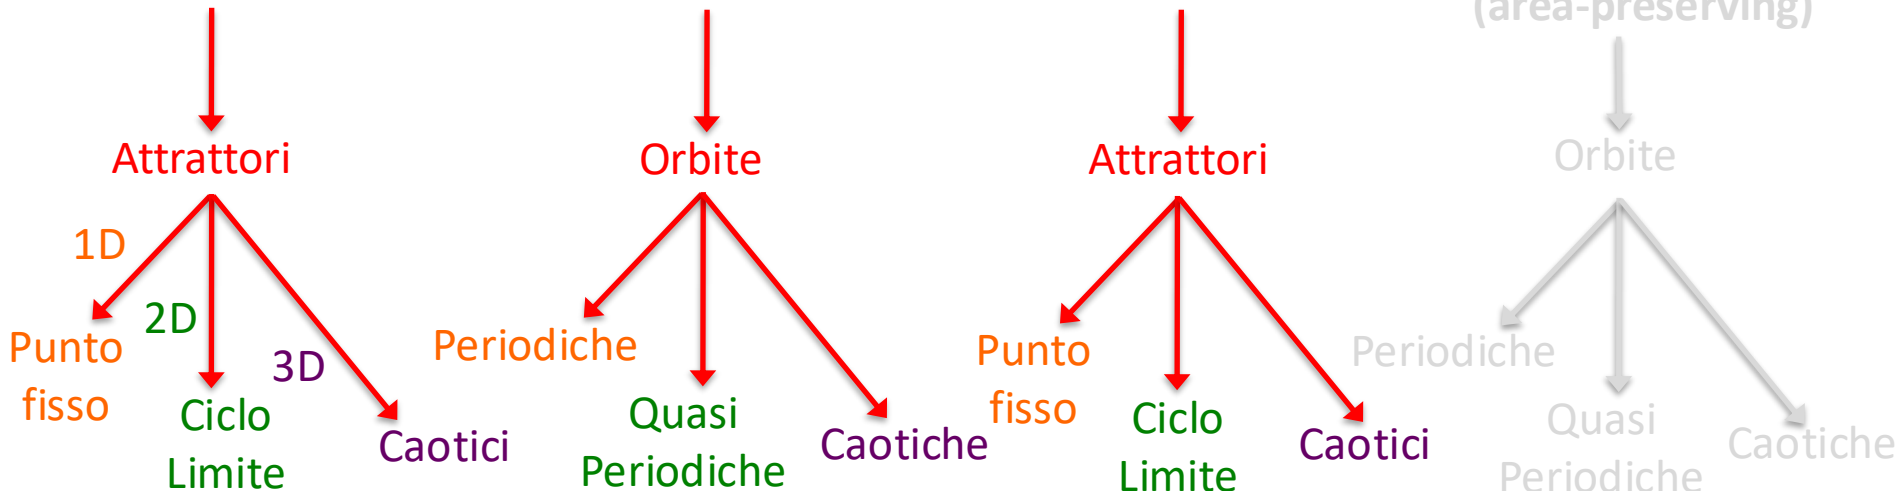 (area-preserving)
Attrattori
1D
2D
3D
Punto
fisso
Ciclo
Limite
Caotici
Orbite
Periodiche
Quasi
Periodiche
Caotiche
Attrattori
Punto
fisso
Ciclo
Limite
Caotici
Orbite
Periodiche
Quasi
Periodiche
Caotiche